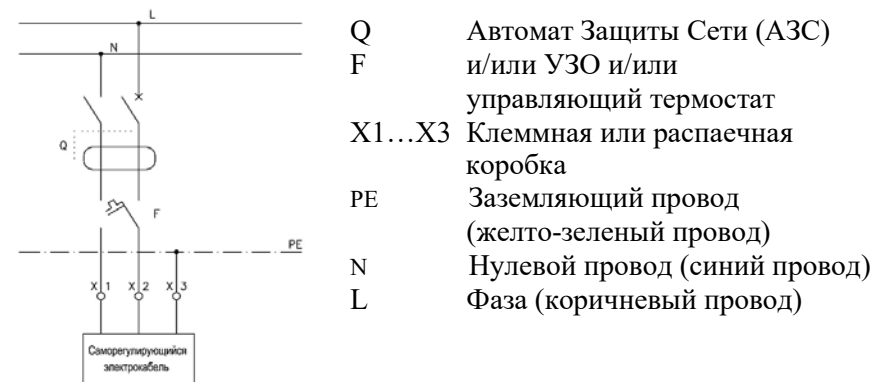 L
N
Q
F
PE
X 1 X 2 X 3
Саморегулирующийся
электрокабель
Q Автомат Защиты Сети (АЗС)
F и/или УЗО и/или
управляющий термостат
X1…X3 Клеммная или распаечная
коробка
PE Заземляющий провод
(желто-зеленый провод)
N Нулевой провод (синий провод)
L Фаза (коричневый провод)